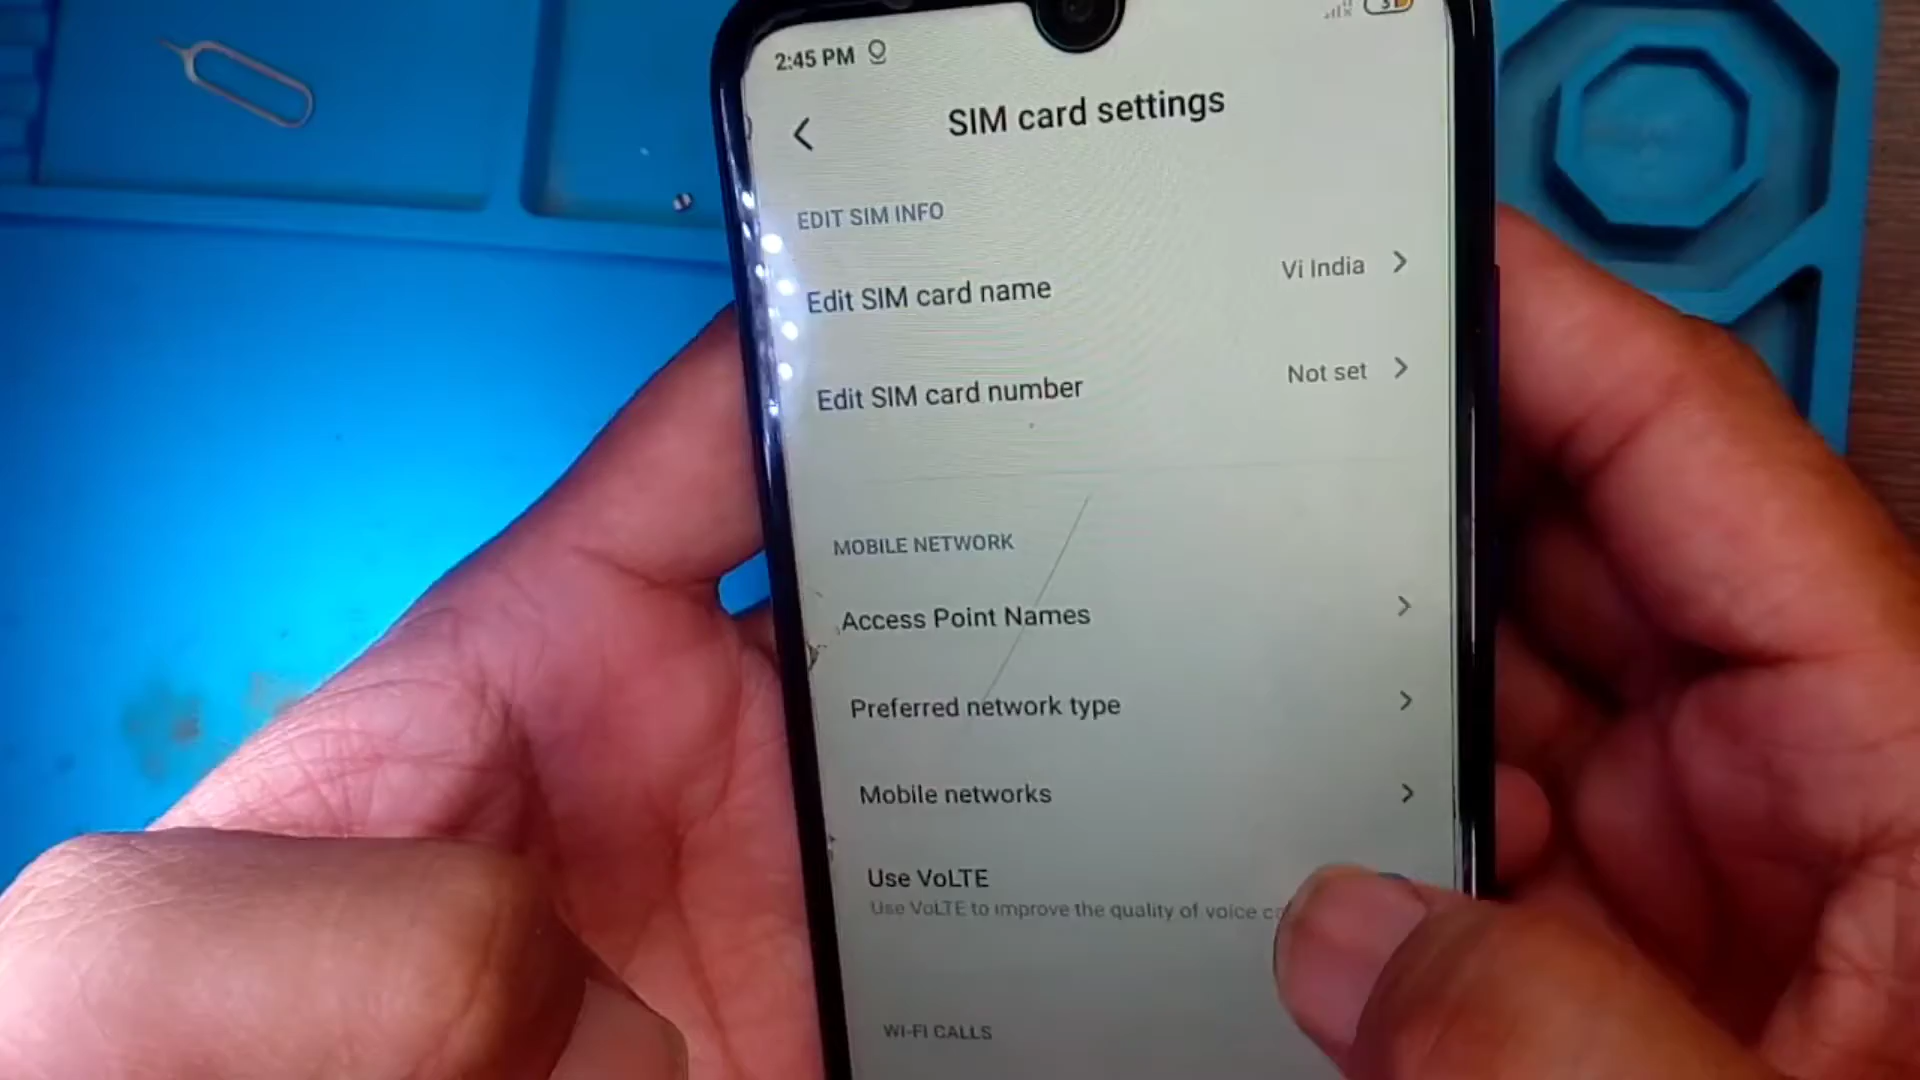 2:45 PM
SIM card settings
EDIT SIM INFO
Edit SIM card name
Vi India
Edit SIM card number
Not set
MOBILE NETWORK
Access Point Names
Preferred network type
Mobile networks
Use VoLTE
Use VoLTE to improve the quality of voice
WI-FI CALLS